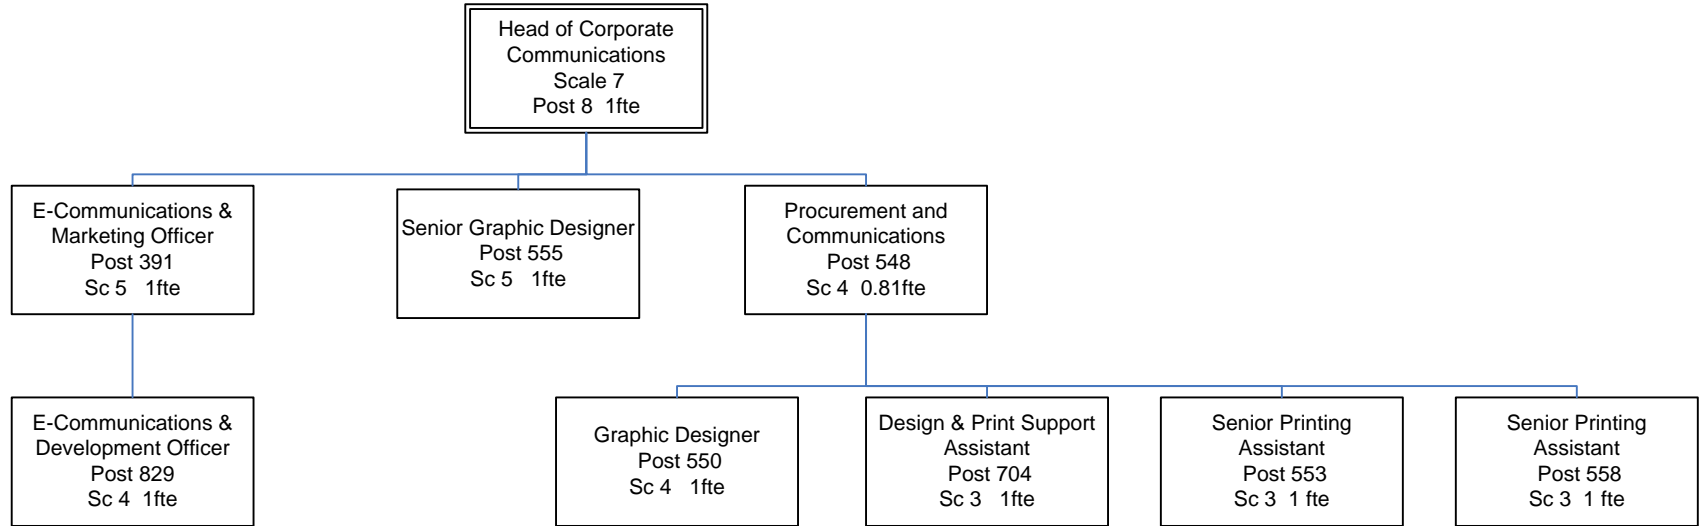 Head of Corporate
Communications
Scale 7
Post 8  1fte
E-Communications &
Marketing Officer
Post 391
Sc 5   1fte
Senior Graphic Designer
Post 555
Sc 5   1fte
Procurement and
Communications
Post 548
Sc 4  0.81fte
E-Communications &
Development Officer
Post 829
Sc 4  1fte
Graphic Designer
Post 550
Sc 4   1fte
Design & Print Support
Assistant
Post 704
Sc 3   1fte
Senior Printing
Assistant
Post 553
Sc 3  1 fte
Senior Printing
Assistant
Post 558
Sc 3  1 fte